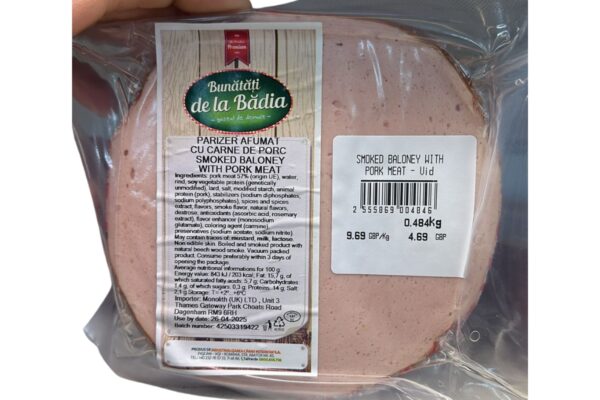 Premium
Bunătăți
de la Bădia
PARIZER AFUMAT
CU CARNE DE PORC
SMOKED BALONEY
WITH PORK MEAT
Ingredients: pork meat 57% (origin UE), water,
rind, soy vegetable protein (genetically
unmodified), lard, salt, modified starch, animal
protein (pork), stabilizers (sodium diphosphates,
sodium polyphosphates), spices and spices
extract, flavors, smoke flavor, natural flavors,
dextrose, antioxidants (ascorbic acid, rosemary
extract), flavor enhancer (monosodium
glutamate), coloring agent (carmine),
preservatives (sodium acetate, sodium nitrite).
May contain traces of: mustard, milk, lactose.
Non edible skin. Boiled and smoked product with
natural beech wood smoke. Vacuum packed
product. Consume preferably within 3 days of
opening the package.
Average nutritional informations for 100 g
Energy value: 843 kJ / 203 kcal; Fat: 15,7 g,
of which saturated fatty acids: 5,7 g; Carbohydrates
1,4 g, of which sugars: 0,3 g; Proteins: 14 g; Salt:
2,1 g Storage: T= +2°...+6°C
Importer: Monolith (UK) LTD , Unit 3
Thames Gateway Park Choats Road
Dagenham RM9 6RH
Use by date: 26-04-2025
Batch number: 42503319422
SMOKED BALONEY WITH
PORK MEAT - Vid
2 555869 004846
0.484Kg
9.69 GBP/Kg 4.69 GBP